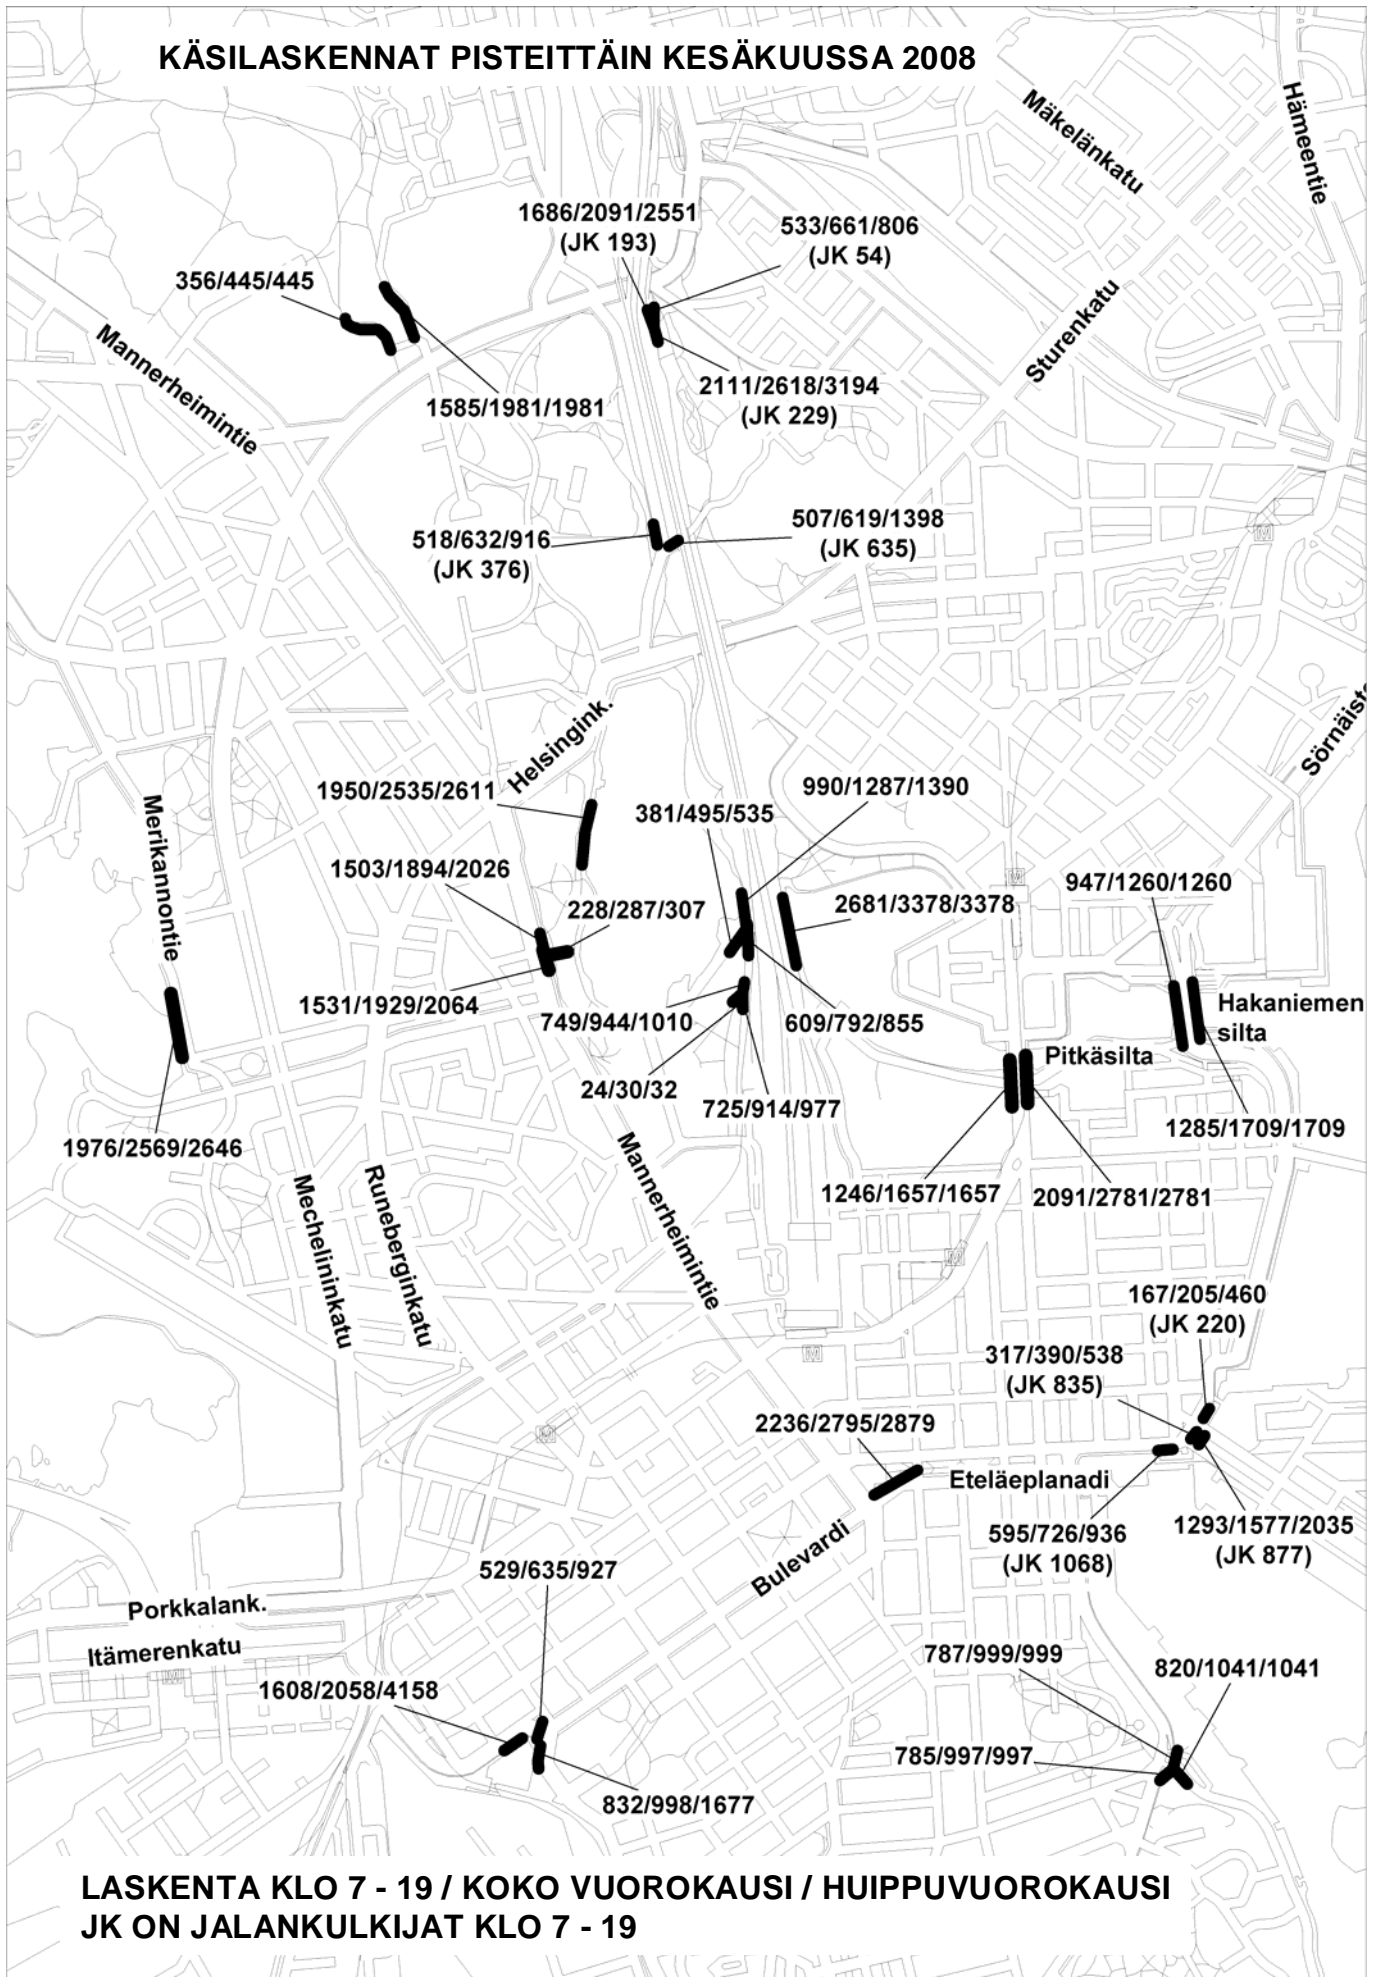 KÄSILASKENNAT PISTEITTÄIN KESÄKUUSSA 2008
Hämeentie
Mäkelänkatu
1686/2091/2551
(JK 193)
533/661/806
(JK 54)
356/445/445
Mannerheimintie
Sturenkatu
1585/1981/1981
2111/2618/3194
(JK 229)
518/632/916
(JK 376)
507/619/1398
(JK 635)
Helsingink.
Sörnäist
1950/2535/2611
381/495/535
990/1287/1390
Merikannontie
1503/1894/2026
228/287/307
2681/3378/3378
947/1260/1260
1531/1929/2064
749/944/1010
609/792/855
Hakaniemen
silta
Pitkäsilta
24/30/32
725/914/977
1976/2569/2646
1285/1709/1709
Mannerheimintie
Mechelininkatu
Runeberginkatu
1246/1657/1657
2091/2781/2781
M
M
M
M
M
M
167/205/460
(JK 220)
317/390/538
(JK 835)
2236/2795/2879
Eteläeplanadi
595/726/936
(JK 1068)
1293/1577/2035
(JK 877)
Bulevardi
529/635/927
Porkkalank.
Itämerenkatu
1608/2058/4158
787/999/999
820/1041/1041
785/997/997
832/998/1677
LASKENTA KLO 7 - 19 / KOKO VUOROKAUSI / HUIPPUVUOROKAUSI
JK ON JALANKULKIJAT KLO 7 - 19